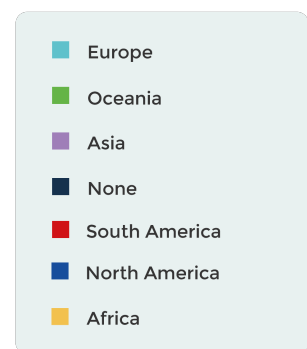 Europe
Oceania
Asia
None
South America
North America
Africa